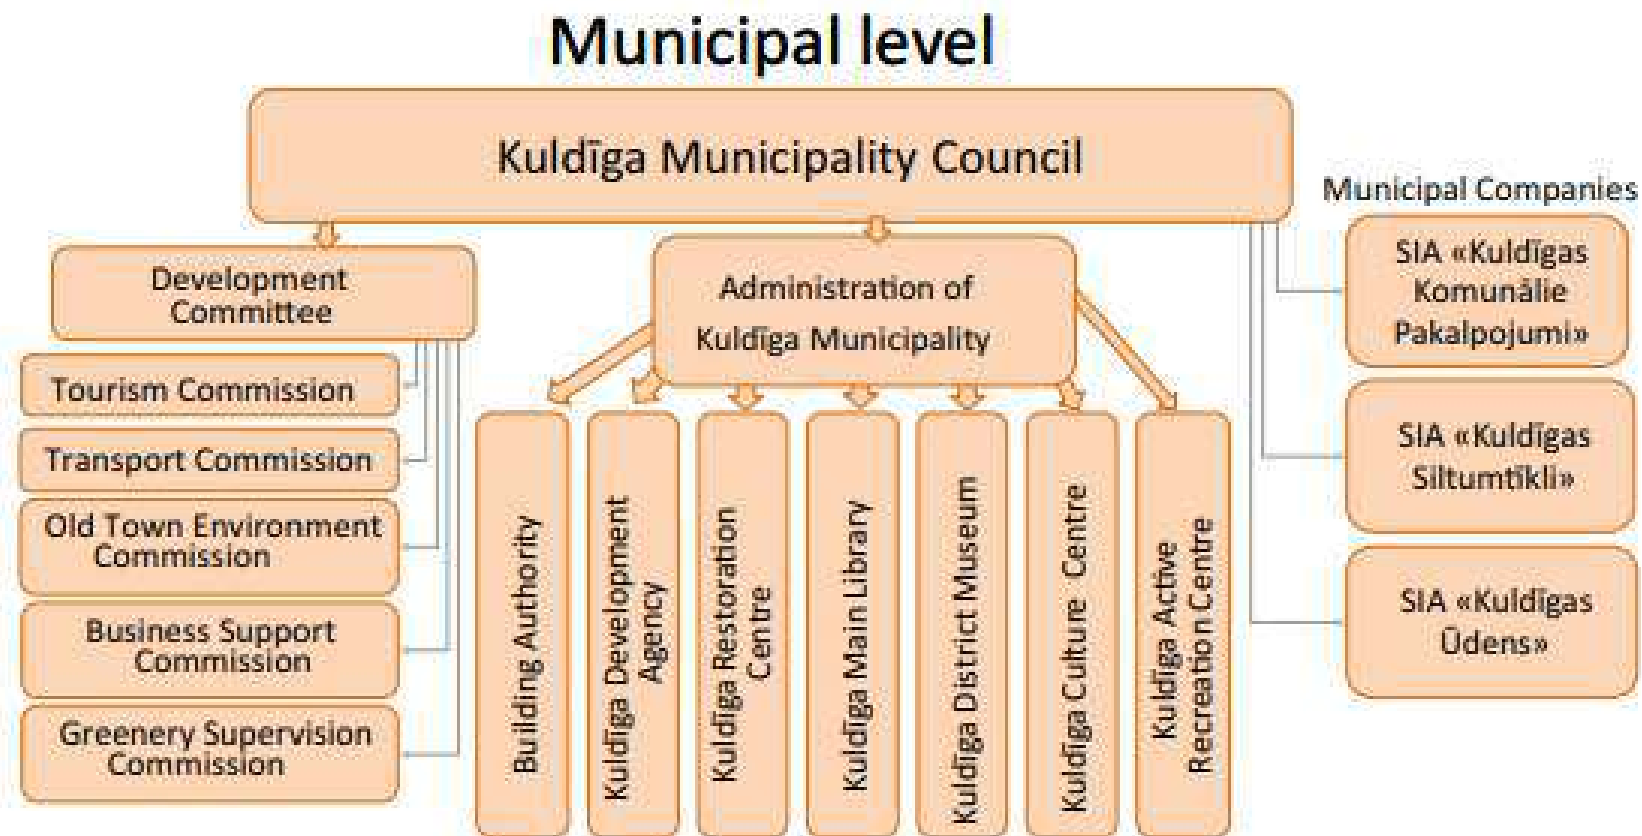 Municipal level
Kuldīga Municipality Council
Development
Committee
Tourism Commission
Transport Commission
Old Town Environment
Commission
Business Support
Commission
Greenery Supervision
Commission
Administration of
Kuldīga Municipality
Building Authority
Kuldīga Development
Agency
Kuldīga Restoration
Centre
Kuldīga Main Library
Kuldīga District Museum
Kuldīga Culture Centre
Kuldīga Active
Recreation Centre
Municipal Companies
SIA «Kuldīgas
Komunālie
Pakalpojumi»
SIA «Kuldīgas
Siltumtīkli»
SIA «Kuldīgas
Ūdens»